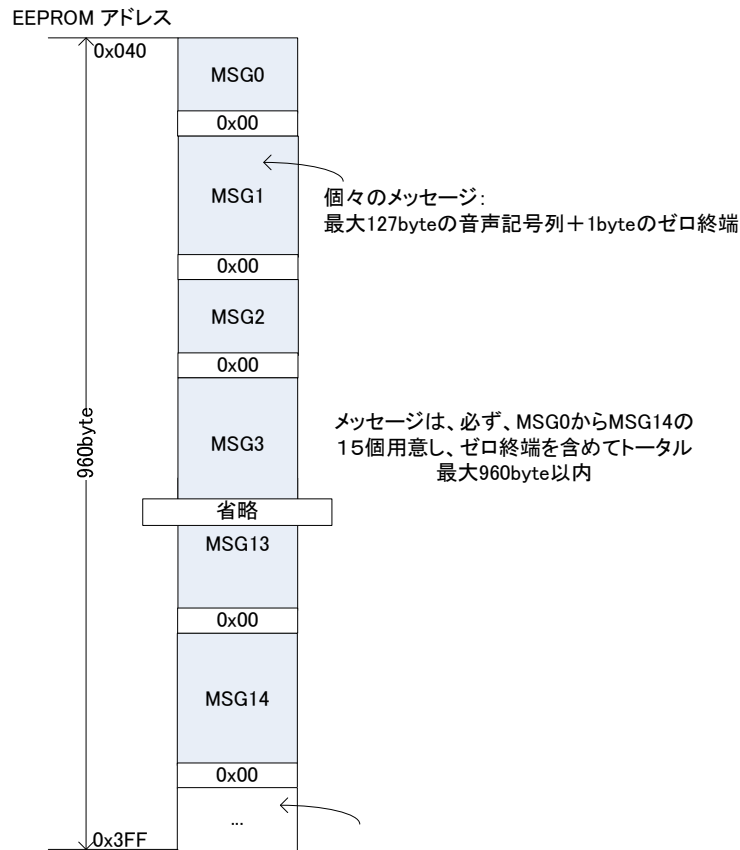 EEPROM アドレス
0x040
MSG0
0x00
MSG1
個々のメッセージ:
最大127byteの音声記号列＋1byteのゼロ終端
0x00
MSG2
0x00
MSG3
メッセージは、必ず、MSG0からMSG14の
１５個用意し、ゼロ終端を含めてトータル
最大960byte以内
960byte
省略
MSG13
0x00
MSG14
0x00
...
0x3FF